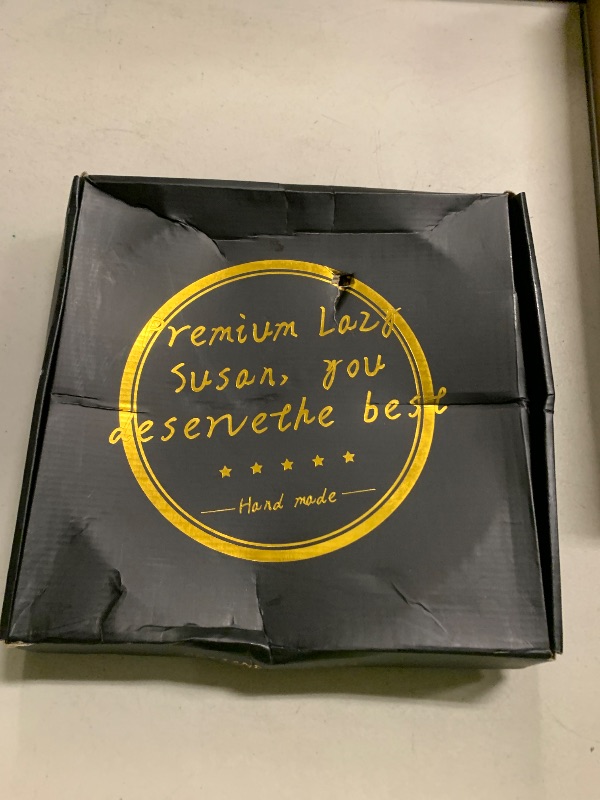 Premium Lazy
Susan, you
deservethe best
Hand made